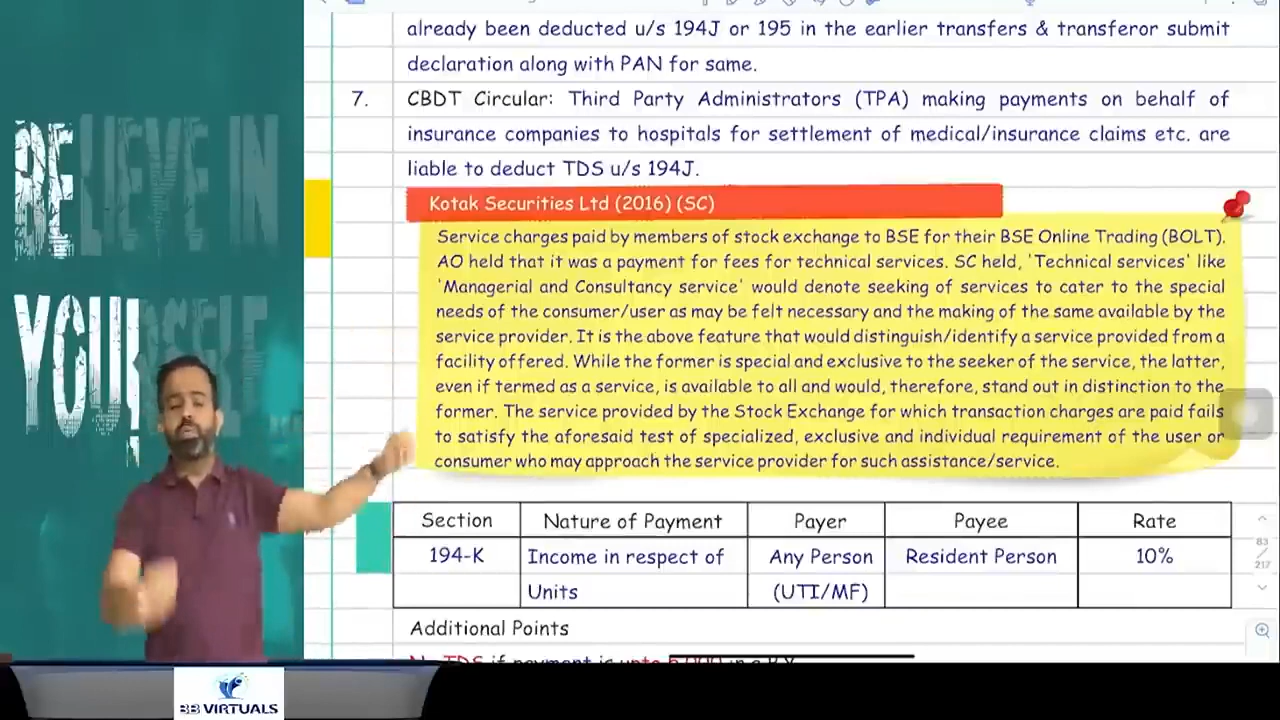 already been deducted u/s 194J or 195 in the earlier transfers & transferor submit
declaration along with PAN for same.
7. CBDT Circular: Third Party Administrators (TPA) making payments on behalf of
insurance companies to hospitals for settlement of medical/insurance claims etc. are
liable to deduct TDS u/s 194J.
Kotak Securities Ltd (2016) (SC)
Service charges paid by members of stock exchange to BSE for their BSE Online Trading (BOLT).
AO held that it was a payment for fees for technical services. SC held, 'Technical services' like
'Managerial and Consultancy service' would denote seeking of services to cater to the special
needs of the consumer/user as may be felt necessary and the making of the same available by the
service provider. It is the above feature that would distinguish/identify a service provided from a
facility offered. While the former is special and exclusive to the seeker of the service, the latter,
even if termed as a service, is available to all and would, therefore, stand out in distinction to the
former. The service provided by the Stock Exchange for which transaction charges are paid fails
to satisfy the aforesaid test of specialized, exclusive and individual requirement of the user or
consumer who may approach the service provider for such assistance/service.
Section Nature of Payment Payer Payee Rate
194-K Income in respect of Any Person Resident Person 10%
Units (UTI/MF)
83
/
217
Additional Points
BELIEVE IN
YOURSELF
BB VIRTUALS